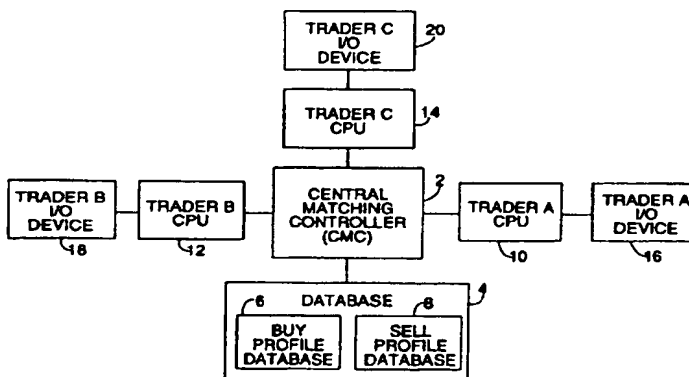 TRADER C
I/O
DEVICE
20
TRADER C
CPU
14
TRADER B
I/O
DEVICE
18
TRADER B
CPU
12
CENTRAL
MATCHING
CONTROLLER
(CMC)
2
TRADER A
CPU
10
TRADER A
I/O
DEVICE
16
DATABASE
4
6
BUY
PROFILE
DATABASE
8
SELL
PROFILE
DATABASE